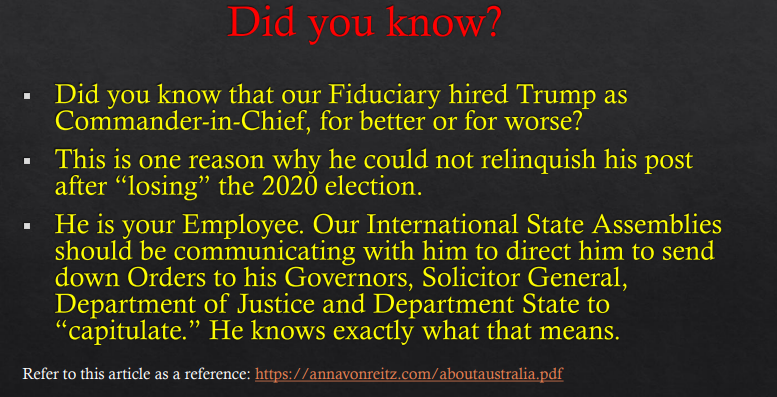 Did you know?
▪ Did you know that our Fiduciary hired Trump as
Commander-in-Chief, for better or for worse?
▪ This is one reason why he could not relinquish his post
after “losing” the 2020 election.
▪ He is your Employee. Our International State Assemblies
should be communicating with him to direct him to send
down Orders to his Governors, Solicitor General,
Department of Justice and Department State to
“capitulate.” He knows exactly what that means.
Refer to this article as a reference: https://annavonreitz.com/aboutaustralia.pdf